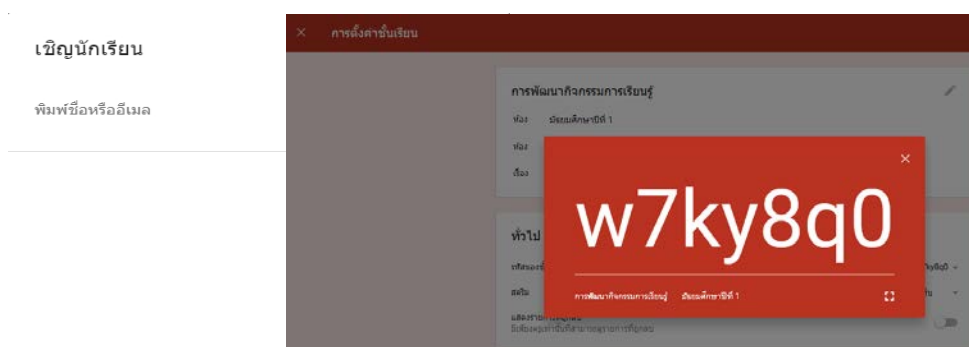 เชิญนักเรียน
พิมพ์ชื่อหรืออีเมล
× การตั้งค่าชั้นเรียน
การพัฒนากิจกรรมการเรียนรู้
ห้อง มัธยมศึกษาปีที่ 1
ห้อง
เรื่อง
w7ky8q0
การพัฒนากิจกรรมการเรียนรู้ มัธยมศึกษาปีที่ 1
ทั่วไป
สตรีม